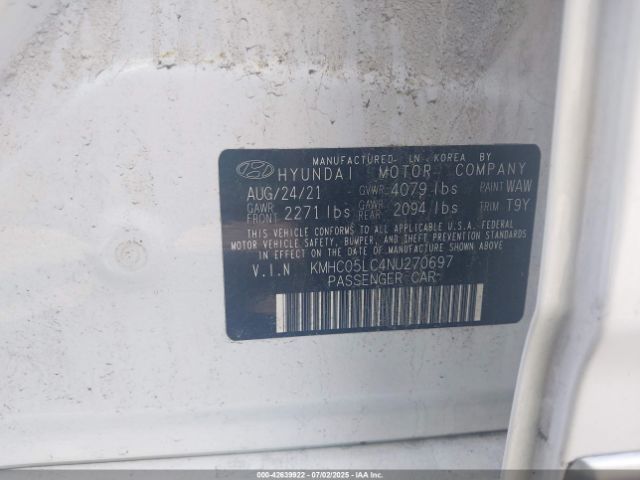 MANUFACTURED IN KOREA BY
HYUNDAI MOTOR COMPANY
AUG/24/21 GVWR 4079 lbs PAINT WAW
GAWR FRONT 2271 lbs GAWR REAR 2094 lbs TRIM T9Y
THIS VEHICLE CONFORMS TO ALL APPLICABLE U.S.A. FEDERAL
MOTOR VEHICLE SAFETY, BUMPER, AND THEFT PREVENTION STANDARDS
IN EFFECT ON THE DATE OF MANUFACTURE SHOWN ABOVE.
V.I.N KMHC05LC4NU270697
PASSENGER CAR
000-42639922 07/02/2025 IAAI.COM